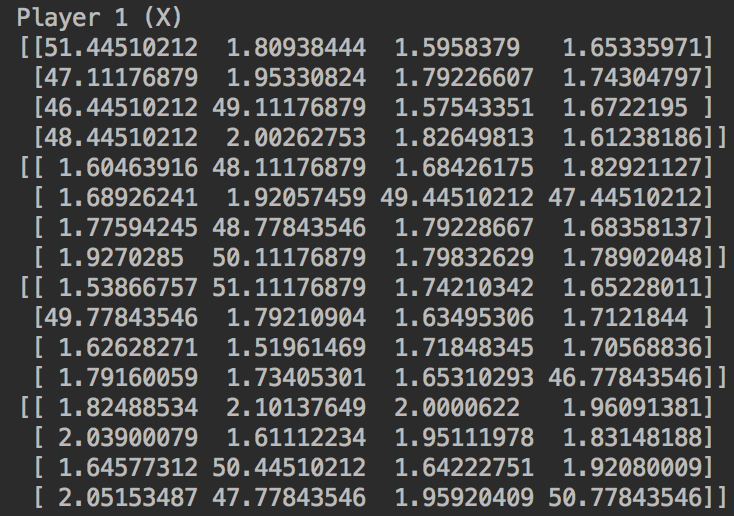 Player 1 (X)
[[51.44510212  1.80938444  1.5958379   1.65335971]
 [47.11176879  1.95330824  1.79226607  1.74304797]
 [46.44510212 49.11176879  1.57543351  1.6722195 ]
 [48.44510212  2.00262753  1.82649813  1.61238186]]
[[ 1.60463916 48.11176879  1.68426175  1.82921127]
 [ 1.68926241  1.92057459 49.44510212 47.44510212]
 [ 1.77594245 48.77843546  1.79228667  1.68358137]
 [ 1.9270285  50.11176879  1.79832629  1.78902048]]
[[ 1.53866757 51.11176879  1.74210342  1.65228011]
 [49.77843546  1.79210904  1.63495306  1.7121844 ]
 [ 1.62628271  1.51961469  1.71848345  1.70568836]
 [ 1.79160059  1.73405301  1.65310293 46.77843546]]
[[ 1.82488534  2.10137649  2.0000622   1.96091381]
 [ 2.03900079  1.61112234  1.95111978  1.83148188]
 [ 1.64577312 50.44510212  1.64222751  1.92080009]
 [ 2.05153487 47.77843546  1.95920409 50.77843546]]